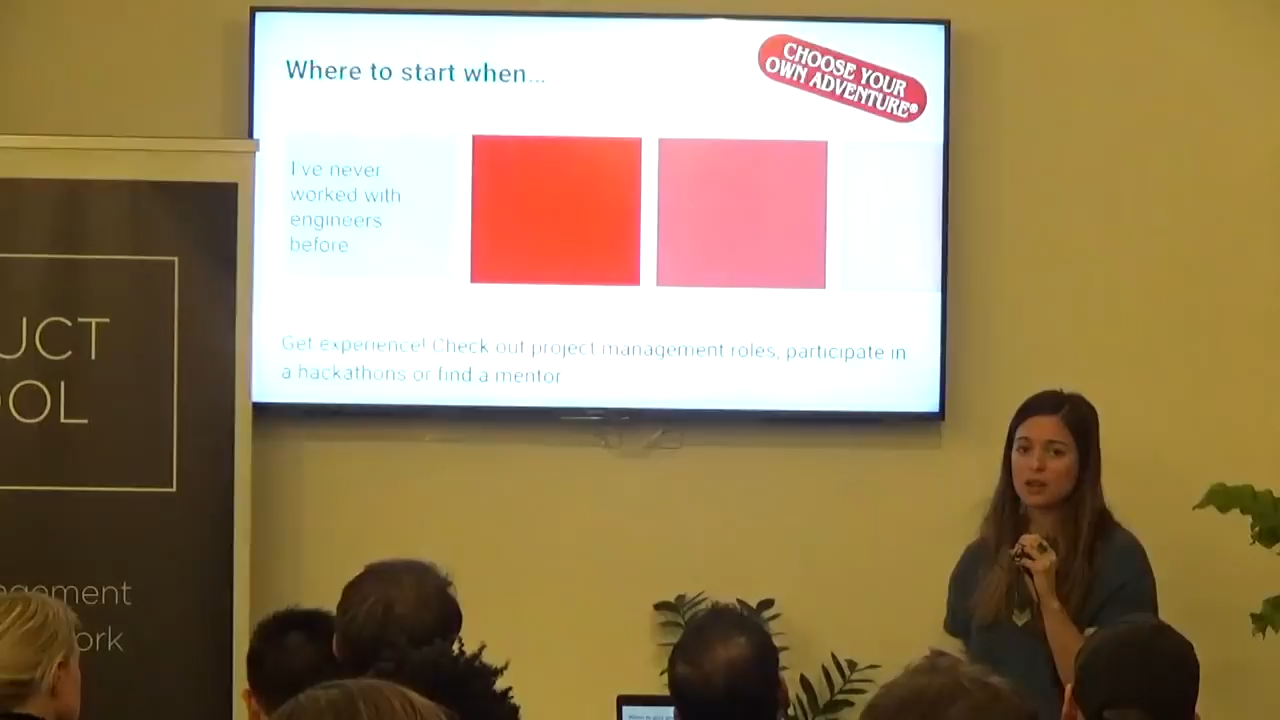 Where to start when...
CHOOSE YOUR
OWN ADVENTURE®
I've never
worked with
engineers
before
Get experience! Check out project management roles, participate in
a hackathons or find a mentor
UCT
OOL
agement
ork